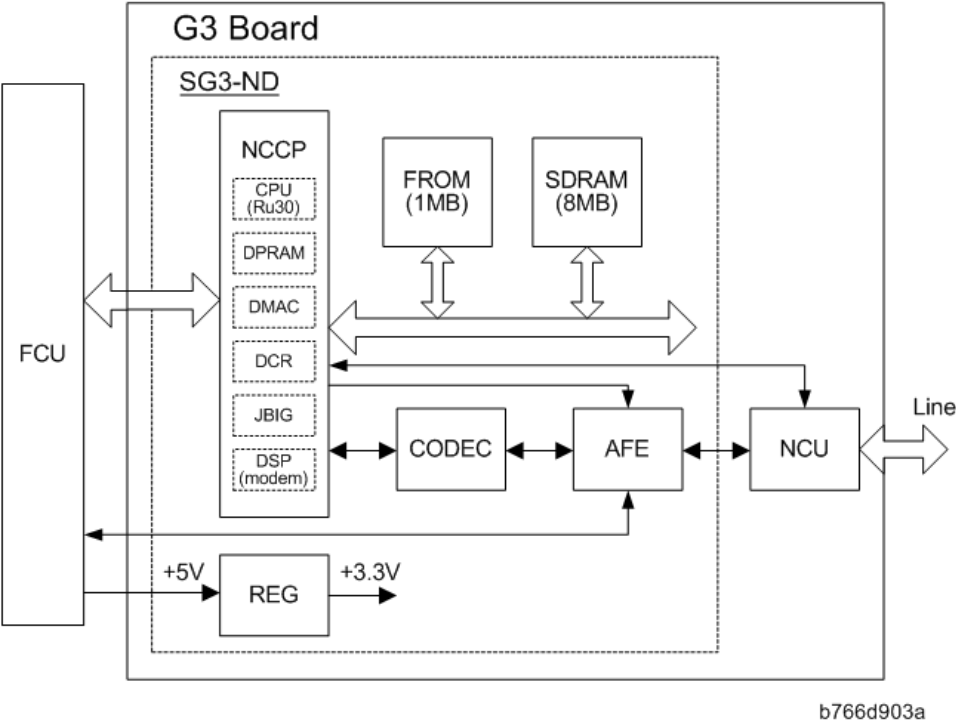 G3 Board
SG3-ND
NCCP
CPU
(Ru30)
DPRAM
DMAC
DCR
JBIG
DSP
(modem)
FROM
(1MB)
SDRAM
(8MB)
FCU
CODEC
AFE
NCU
Line
+5V
REG
+3.3V
b766d903a